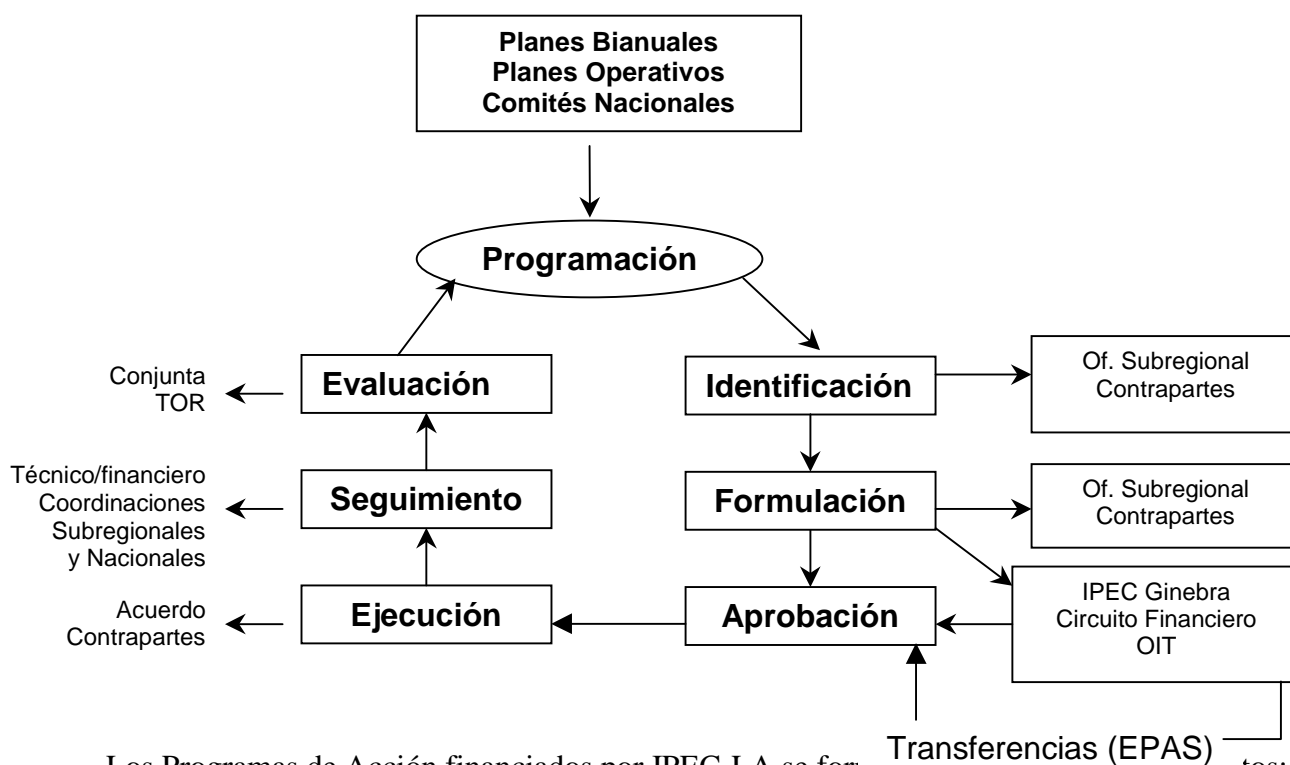 Planes Bianuales
Planes Operativos
Comités Nacionales
Programación
Evaluación
Conjunta
TOR
Identificación
Of. Subregional
Contrapartes
Técnico/financiero
Coordinaciones
Subregionales
y Nacionales
Seguimiento
Formulación
Of. Subregional
Contrapartes
Acuerdo
Contrapartes
Ejecución
Aprobación
IPEC Ginebra
Circuito Financiero
OIT
Transferencias (EPAS)
Los Programas de Acción financiados por IPEC-LA se